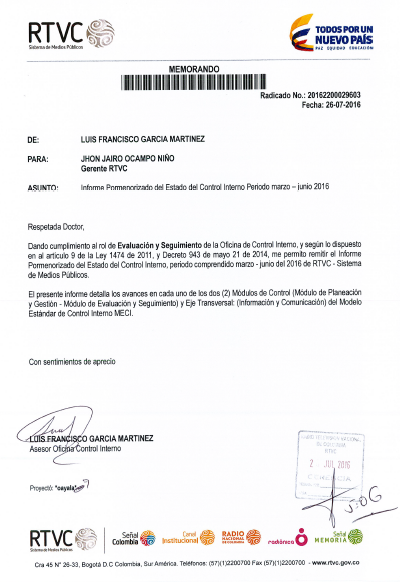 RTVC
Sistema de Medios Públicos
TODOS POR UN
NUEVO PAÍS
PAZ EQUIDAD EDUCACIÓN
MEMORANDO
Radicado No.: 20162200029603
Fecha: 26-07-2016
DE: LUIS FRANCISCO GARCIA MARTINEZ
PARA: JHON JAIRO OCAMPO NIÑO
Gerente RTVC
ASUNTO: Informe Pormenorizado del Estado del Control Interno Periodo marzo – junio 2016
Respetada Doctor,
Dando cumplimiento al rol de Evaluación y Seguimiento de la Oficina de Control Interno, y según lo dispuesto
en al artículo 9 de la Ley 1474 de 2011, y Decreto 943 de mayo 21 de 2014, me permito remitir el Informe
Pormenorizado del Estado del Control Interno, periodo comprendido marzo - junio del 2016 de RTVC - Sistema
de Medios Públicos.
El presente informe detalla los avances en cada uno de los dos (2) Módulos de Control (Módulo de Planeación
y Gestión - Módulo de Evaluación y Seguimiento) y Eje Transversal: (Información y Comunicación) del Modelo
Estándar de Control Interno MECI.
Con sentimientos de aprecio
LUIS FRANCISCO GARCIA MARTINEZ
Asesor Oficina Control Interno
RTVC
2 JUL 2016
Proyectó: "oayala"
RTVC
Sistema de Medios Públicos
Señal
Colombia
Canal
Institucional
RADIO
NACIONAL
DE COLOMBIA
radiónica
Señal
MEMORIA
Cra 45 N° 26-33, Bogotá D.C Colombia, Sur América. Teléfonos: (57)(1)2200700 Fax: (57)(1)2200700 - www.rtvc.gov.co